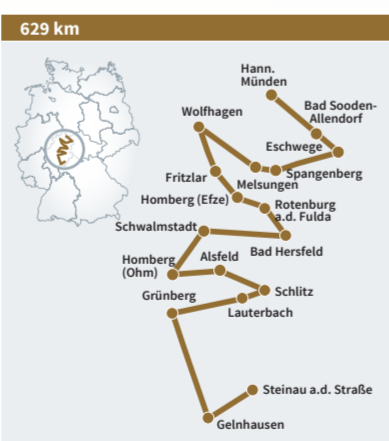 629 km
Hann.
Münden
Bad Sooden-
Allendorf
Wolfhagen
Eschwege
Spangenberg
Fritzlar
Melsungen
Homberg (Efze)
Rotenburg
a.d. Fulda
Schwalmstadt
Bad Hersfeld
Homberg
(Ohm)
Alsfeld
Schlitz
Grünberg
Lauterbach
Steinau a.d. Straße
Gelnhausen